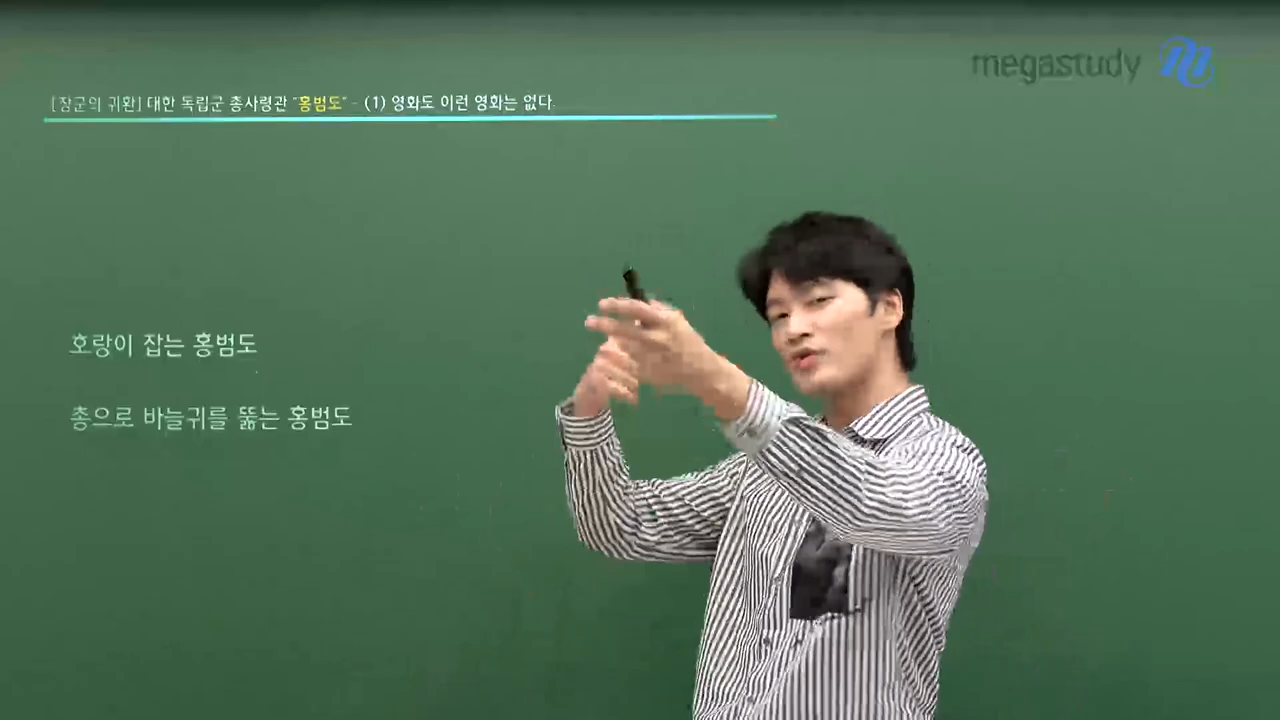 megastudy
[장군의 귀환] 대한 독립군 총사령관 "홍범도" - (1) 영화도 이런 영화는 없다.
호랑이 잡는 홍범도
총으로 바늘귀를 뚫는 홍범도